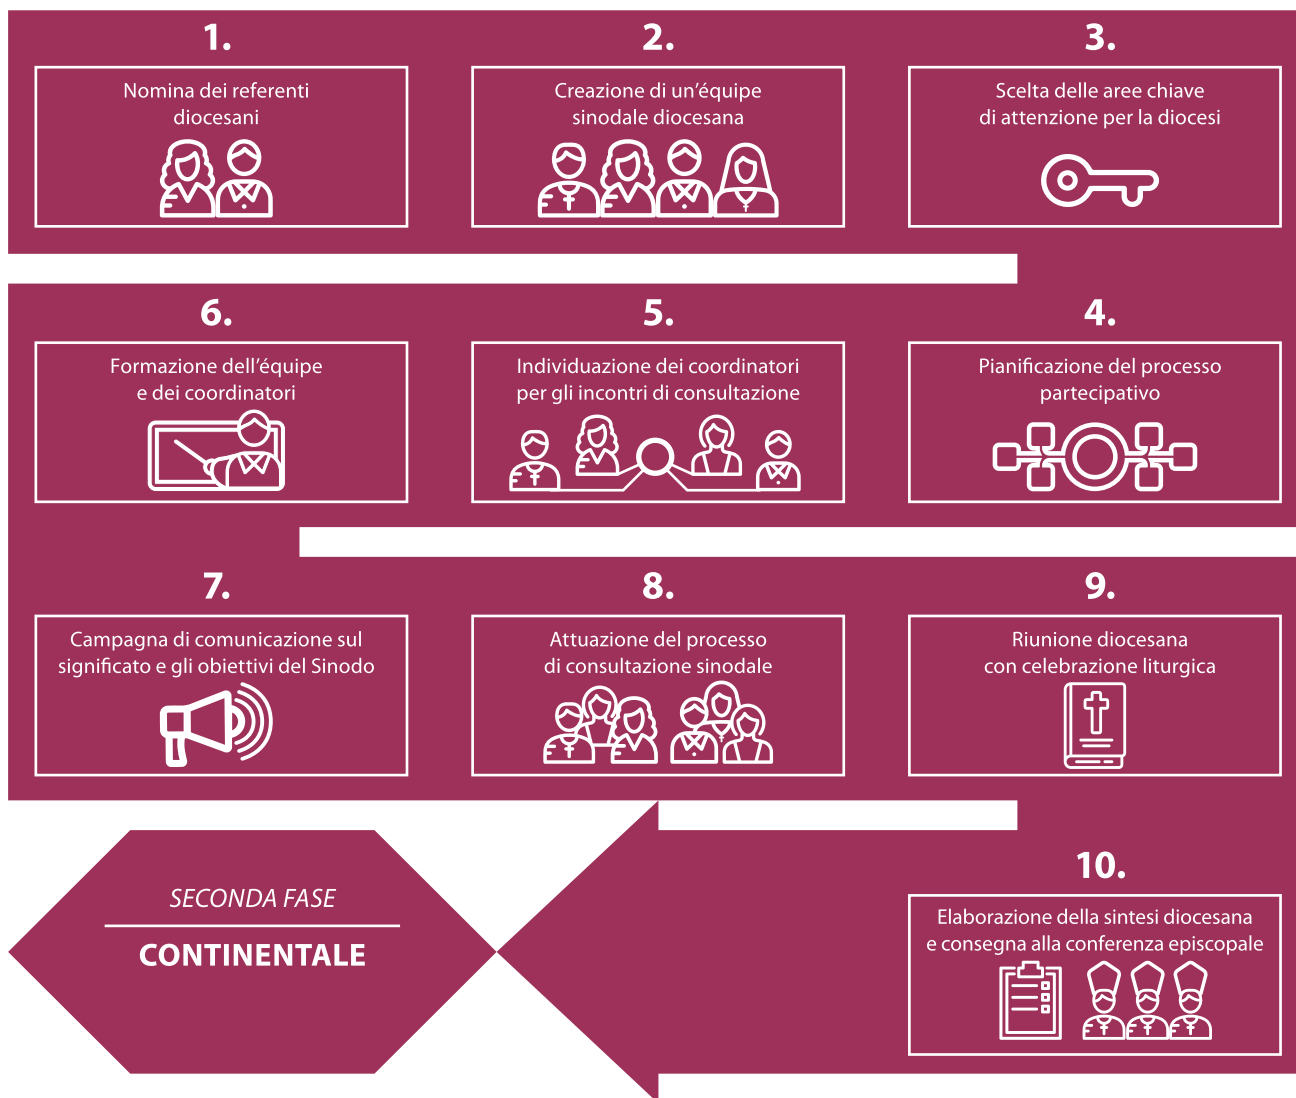 1.
Nomina dei referenti
diocesani
2.
Creazione di un'équipe
sinodale diocesana
3.
Scelta delle aree chiave
di attenzione per la diocesi
4.
Pianificazione del processo
partecipativo
5.
Individuazione dei coordinatori
per gli incontri di consultazione
6.
Formazione dell'équipe
e dei coordinatori
7.
Campagna di comunicazione sul
significato e gli obiettivi del Sinodo
8.
Attuazione del processo
di consultazione sinodale
9.
Riunione diocesana
con celebrazione liturgica
10.
Elaborazione della sintesi diocesana
e consegna alla conferenza episcopale
SECONDA FASE
CONTINENTALE